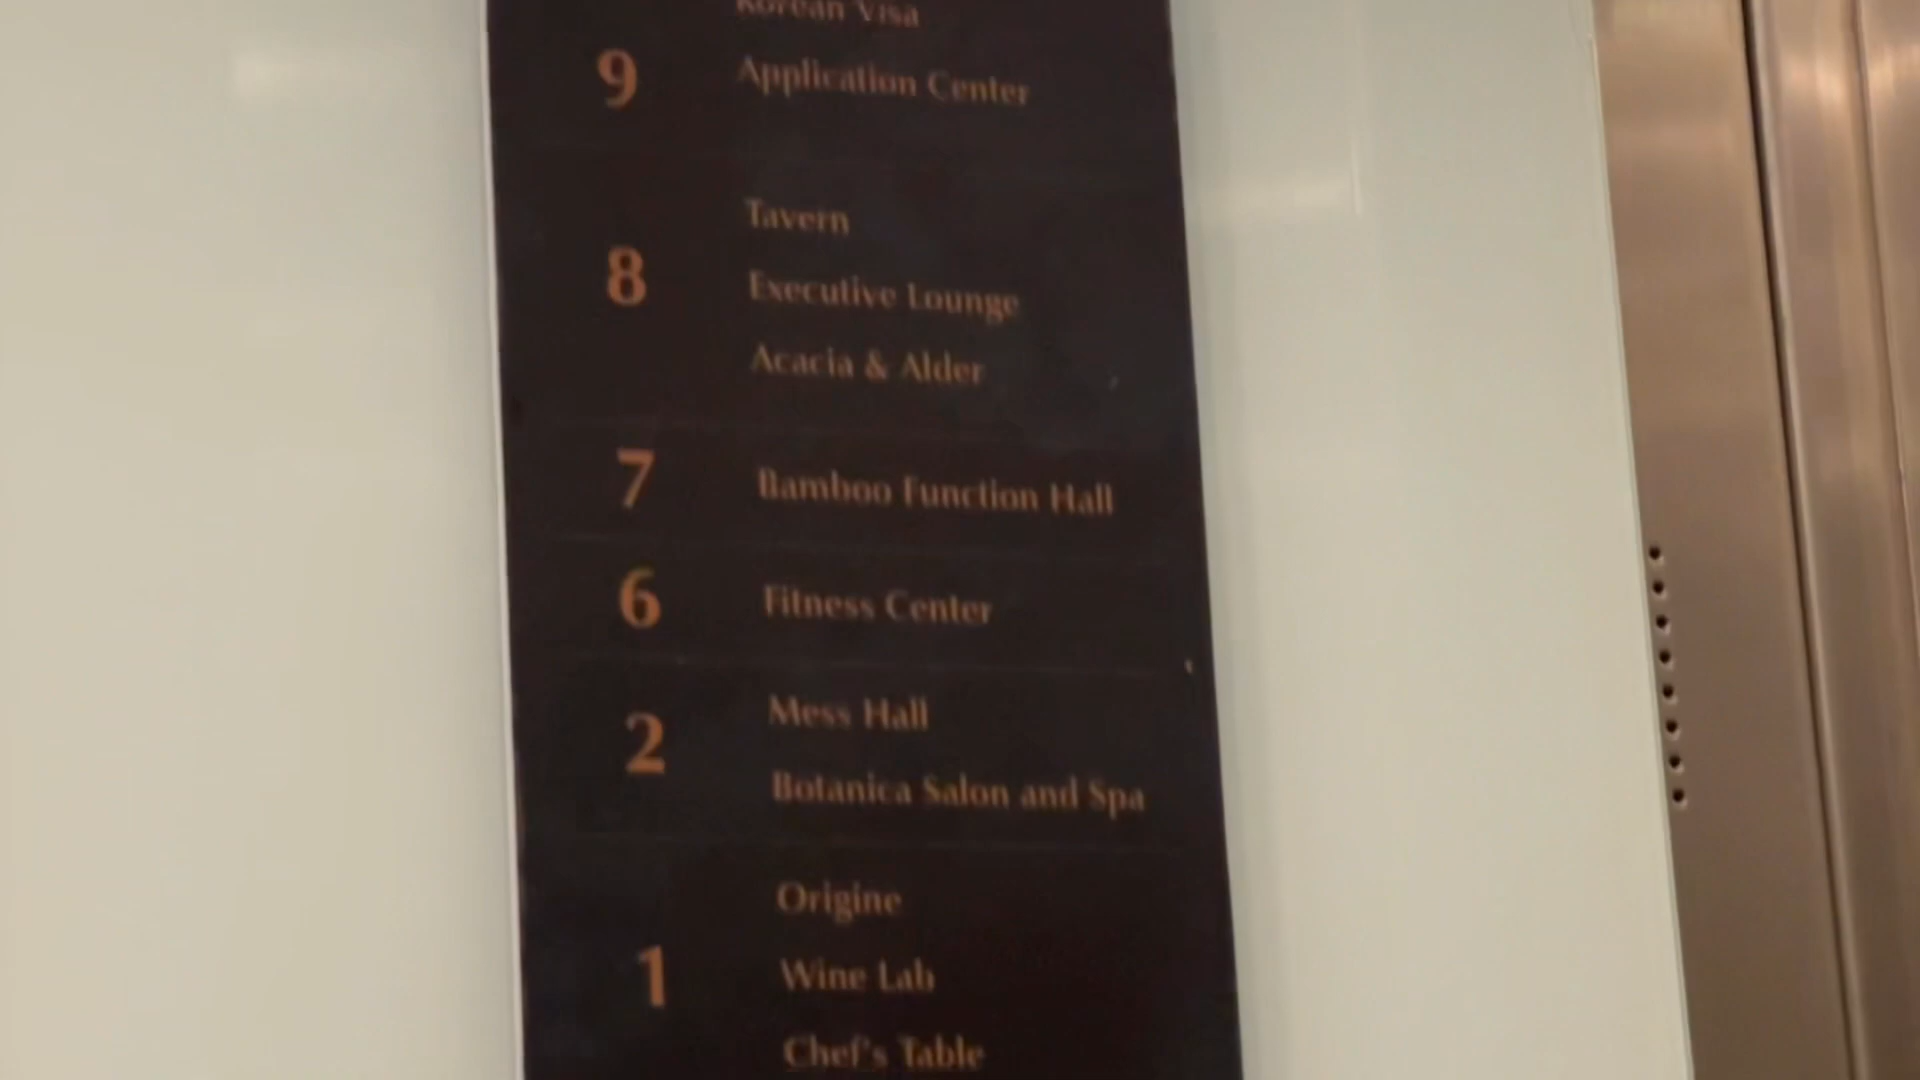 Korean Visa
9 Application Center
Tavern
8 Executive Lounge
Acacia & Alder
7 Bamboo Function Hall
6 Fitness Center
Mess Hall
2
Botanica Salon and Spa
Origine
1 Wine Lab
Chef's Table